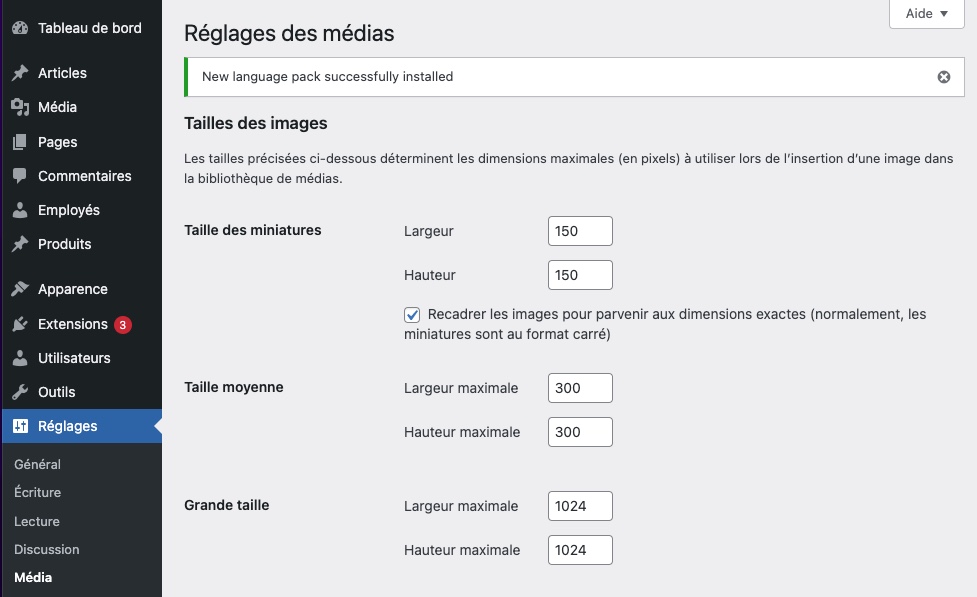 Tableau de bord
Articles
Média
Pages
Commentaires
Employés
Produits
Apparence
Extensions 3
Utilisateurs
Outils
Réglages
Général
Écriture
Lecture
Discussion
Média
Aide
Réglages des médias
New language pack successfully installed
Tailles des images
Les tailles précisées ci-dessous déterminent les dimensions maximales (en pixels) à utiliser lors de l’insertion d’une image dans
la bibliothèque de médias.
Taille des miniatures
Largeur 150
Hauteur 150
Recadrer les images pour parvenir aux dimensions exactes (normalement, les
miniatures sont au format carré)
Taille moyenne
Largeur maximale 300
Hauteur maximale 300
Grande taille
Largeur maximale 1024
Hauteur maximale 1024